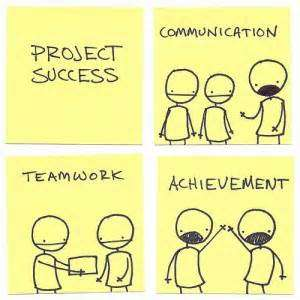 PROJECT
SUCCESS
COMMUNICATION
TEAMWORK
ACHIEVEMENT